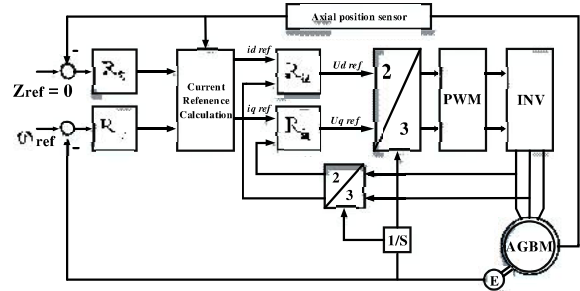 Axial position sensor
-
Zref = 0
R
Current
Reference
Calculation
id ref
iq ref
R
R
Ud ref
Uq ref
2
3
PWM
INV
ref
-
R
2
3
1/S
AGBM
E